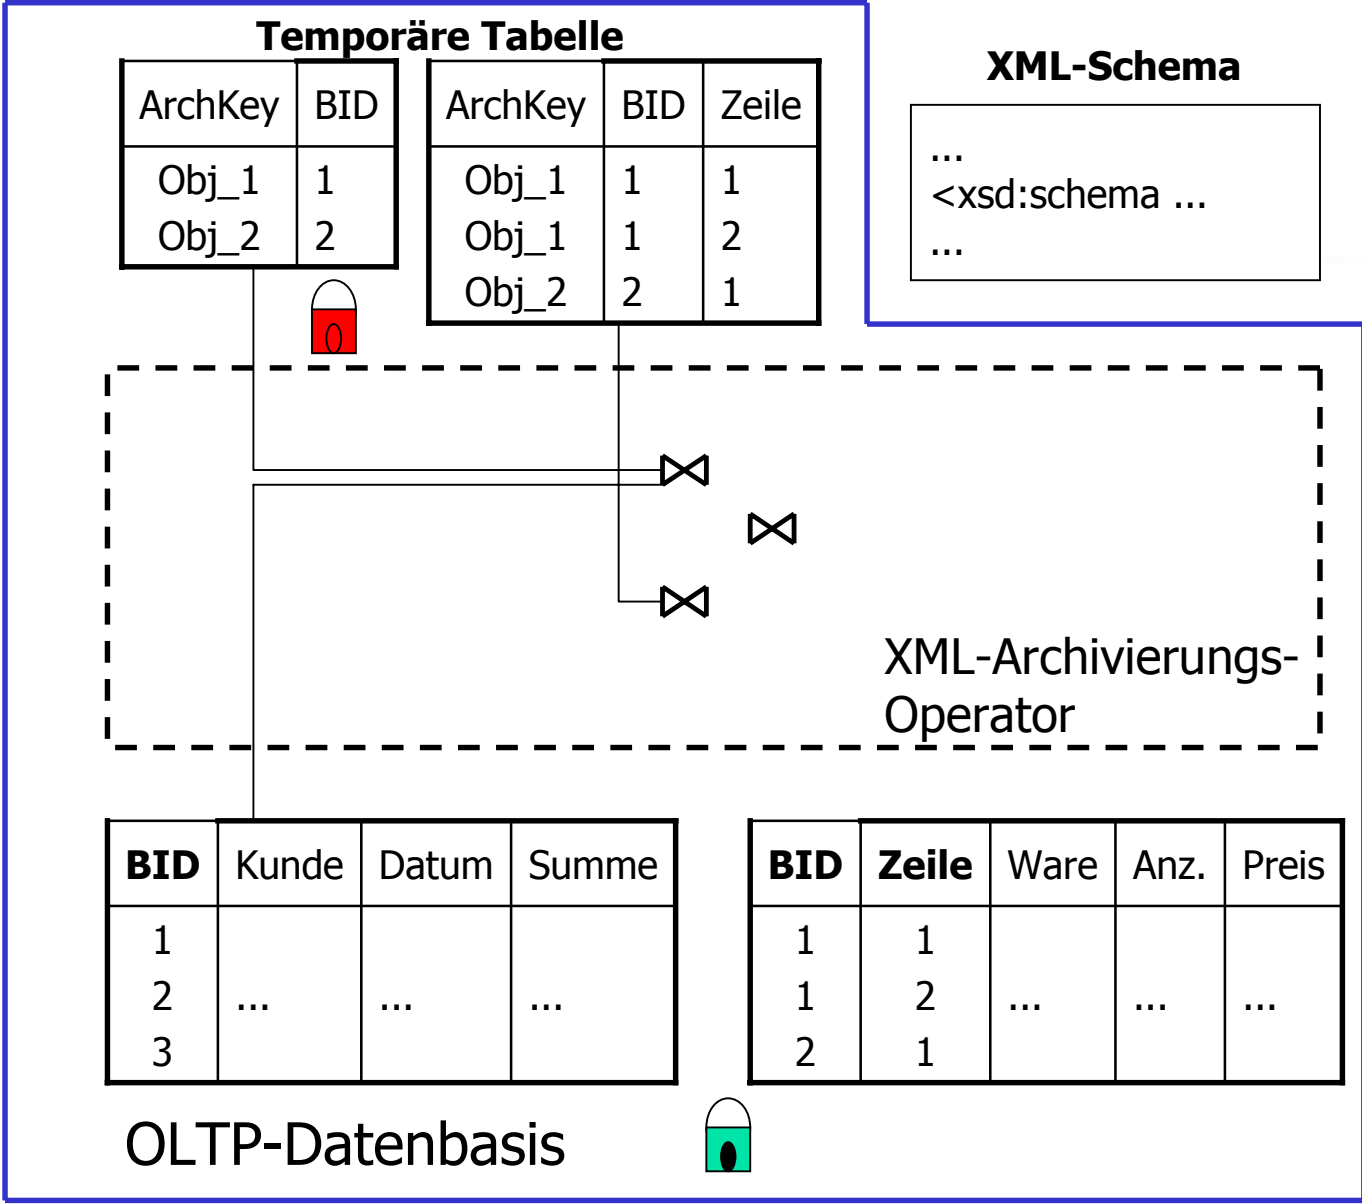 Temporäre Tabelle
ArchKey BID
Obj_1 1
Obj_2 2
ArchKey BID Zeile
Obj_1 1 1
Obj_1 1 2
Obj_2 2 1
XML-Schema
...
<xsd:schema ...
...
XML-Archivierungs-
Operator
BID Kunde Datum Summe
1
2 ... ... ...
3
BID Zeile Ware Anz. Preis
1 1
1 2 ... ... ...
2 1
OLTP-Datenbasis